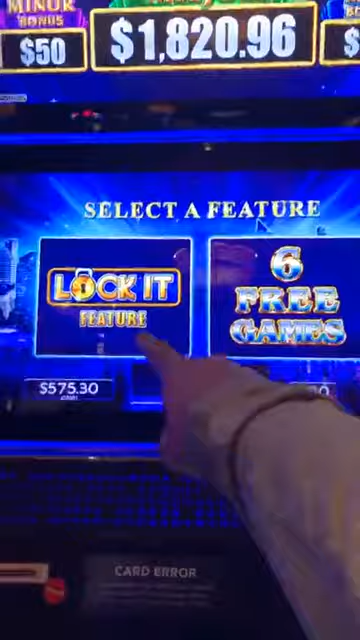 MINOR
BONUS
$50
$1,820.96
SELECT A FEATURE
LOCK IT
FEATURE
6
FREE
GAMES
$575.30
CARD ERROR